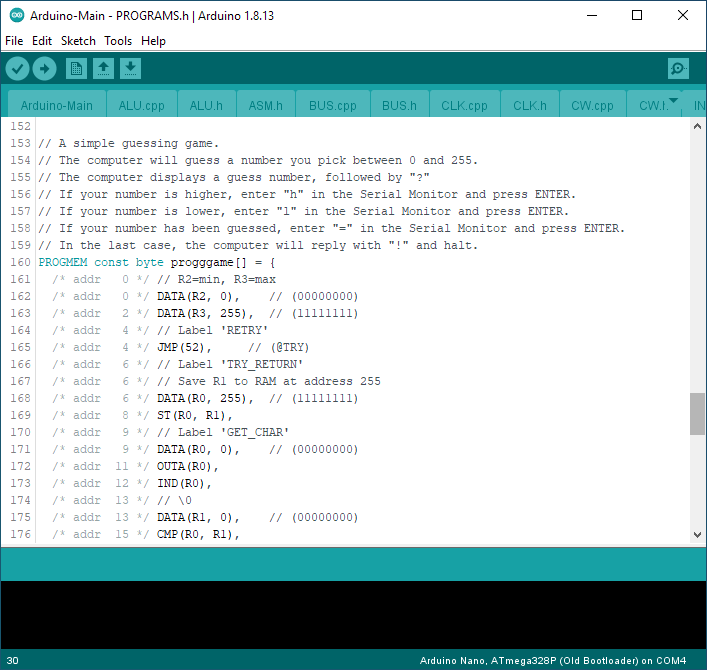 Arduino-Main - PROGRAMS.h | Arduino 1.8.13
File Edit Sketch Tools Help
Arduino-Main ALU.cpp ALU.h ASM.h BUS.cpp BUS.h CLK.cpp CLK.h CW.cpp CW.h IN
152
153 // A simple guessing game.
154 // The computer will guess a number you pick between 0 and 255.
155 // The computer displays a guess number, followed by "?"
156 // If your number is higher, enter "h" in the Serial Monitor and press ENTER.
157 // If your number is lower, enter "l" in the Serial Monitor and press ENTER.
158 // If your number has been guessed, enter "=" in the Serial Monitor and press ENTER.
159 // In the last case, the computer will reply with "!" and halt.
160 PROGMEM const byte progggame[] = {
161 /* addr 0 */ // R2=min, R3=max
162 /* addr 0 */ DATA(R2, 0), // (00000000)
163 /* addr 2 */ DATA(R3, 255), // (11111111)
164 /* addr 4 */ // Label 'RETRY'
165 /* addr 4 */ JMP(52), // (@TRY)
166 /* addr 6 */ // Label 'TRY_RETURN'
167 /* addr 6 */ // Save R1 to RAM at address 255
168 /* addr 6 */ DATA(R0, 255), // (11111111)
169 /* addr 8 */ ST(R0, R1),
170 /* addr 9 */ // Label 'GET_CHAR'
171 /* addr 9 */ DATA(R0, 0), // (00000000)
172 /* addr 11 */ OUTA(R0),
173 /* addr 12 */ IND(R0),
174 /* addr 13 */ // \0
175 /* addr 13 */ DATA(R1, 0), // (00000000)
176 /* addr 15 */ CMP(R0, R1),
30 Arduino Nano, ATmega328P (Old Bootloader) on COM4